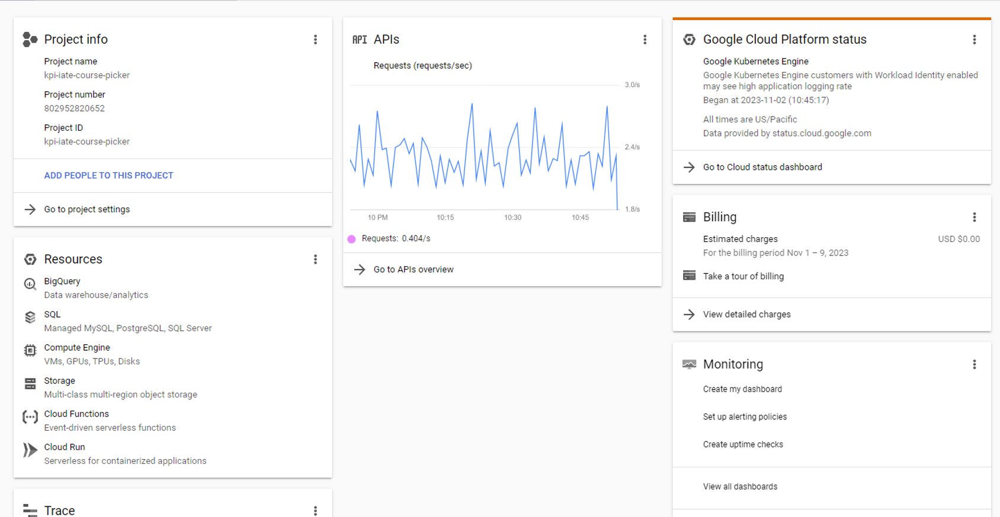 Project info
Project name
kpi-iate-course-picker
Project number
802952820652
Project ID
kpi-iate-course-picker
ADD PEOPLE TO THIS PROJECT
Go to project settings
Resources
BigQuery
Data warehouse/analytics
SQL
Managed MySQL, PostgreSQL, SQL Server
Compute Engine
VMs, GPUs, TPUs, Disks
Storage
Multi-class multi-region object storage
Cloud Functions
Event-driven serverless functions
Cloud Run
Serverless for containerized applications
Trace
API APIs
Requests (requests/sec)
3.0/s
2.4/s
1.8/s
10 PM 10:15 10:30 10:45
Requests: 0.404/s
Go to APIs overview
Google Cloud Platform status
Google Kubernetes Engine
Google Kubernetes Engine customers with Workload Identity enabled
may see high application logging rate
Began at 2023-11-02 (10:45:17)
All times are US/Pacific
Data provided by status.cloud.google.com
Go to Cloud status dashboard
Billing
Estimated charges USD $0.00
For the billing period Nov 1 – 9, 2023
Take a tour of billing
View detailed charges
Monitoring
Create my dashboard
Set up alerting policies
Create uptime checks
View all dashboards